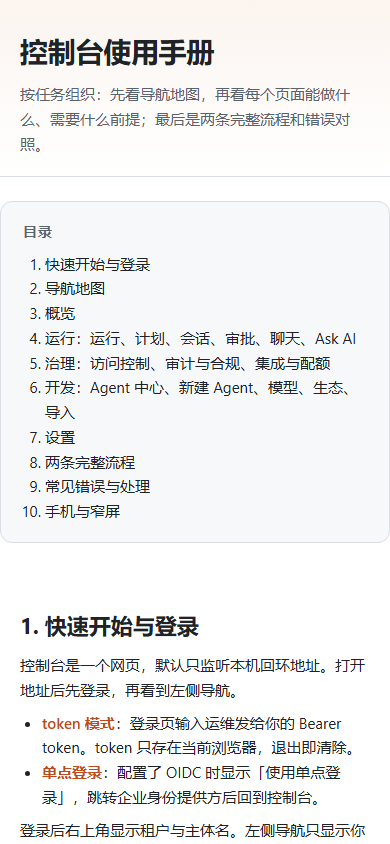 控制台使用手册
按任务组织：先看导航地图，再看每个页面能做什
么、需要什么前提；最后是两条完整流程和错误对
照。
目录
1. 快速开始与登录
2. 导航地图
3. 概览
4. 运行：运行、计划、会话、审批、聊天、Ask AI
5. 治理：访问控制、审计与合规、集成与配额
6. 开发：Agent 中心、新建 Agent、模型、生态、
导入
7. 设置
8. 两条完整流程
9. 常见错误与处理
10. 手机与窄屏
1. 快速开始与登录
控制台是一个网页，默认只监听本机回环地址。打开
地址后先登录，再看到左侧导航。
• token 模式：登录页输入运维发给你的 Bearer
token。token 只存在当前浏览器，退出即清除。
• 单点登录：配置了 OIDC 时显示「使用单点登
录」，跳转企业身份提供方后回到控制台。
登录后右上角显示租户与主体名。左侧导航只显示你